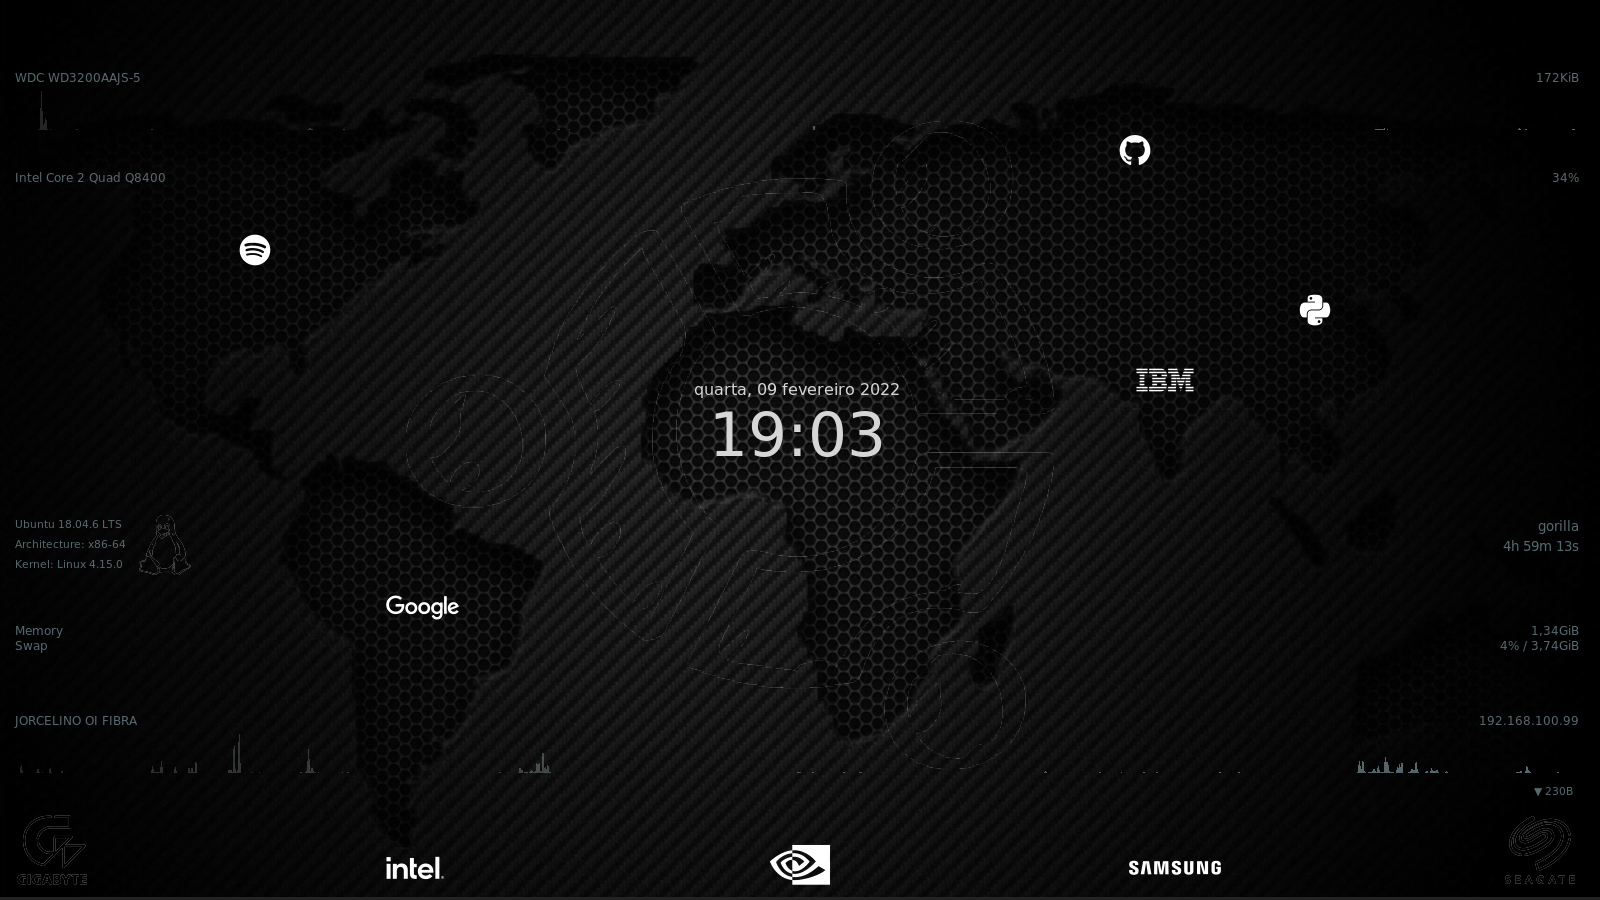 WDC WD3200AAJS-5
172KiB
Intel Core 2 Quad Q8400
34%
IBM
quarta, 09 fevereiro 2022
19:03
Ubuntu 18.04.6 LTS
Architecture: x86-64
Kernel: Linux 4.15.0
gorilla
4h 59m 13s
Google
Memory
1,34GiB
Swap
4% / 3,74GiB
JORCELINO OI FIBRA
192.168.100.99
▼ 230B
GIGABYTE
intel.
SAMSUNG
SEAGATE